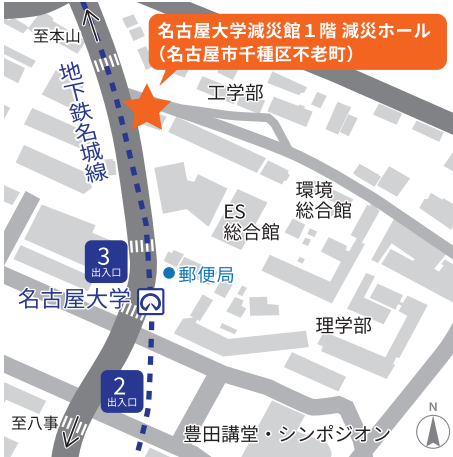 至本山
名古屋大学減災館１階 減災ホール
（名古屋市千種区不老町）
地下鉄名城線
工学部
環境
総合館
ES
総合館
3
出入口
郵便局
名古屋大学
理学部
2
出入口
至八事
豊田講堂・シンポジオン
N